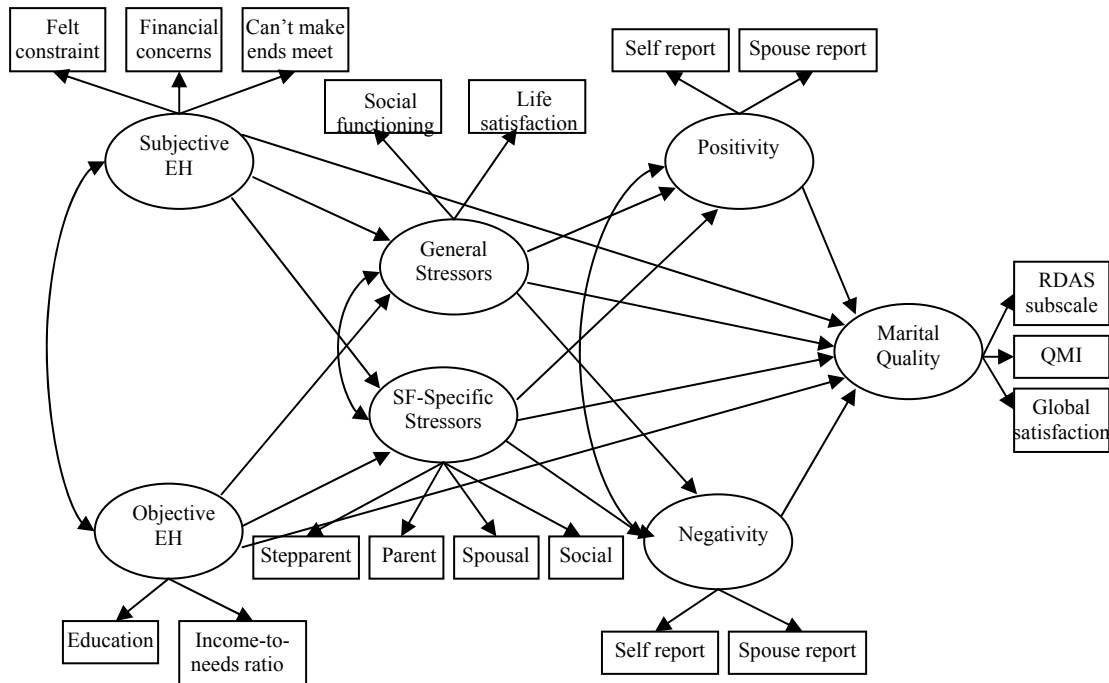 Felt
constraint
Financial
concerns
Can't make
ends meet
Self report
Spouse report
Social
functioning
Life
satisfaction
Subjective
EH
Positivity
General
Stressors
RDAS
subscale
Marital
Quality
QMI
SF-Specific
Stressors
Global
satisfaction
Objective
EH
Stepparent
Parent
Spousal
Social
Negativity
Education
Income-to-
needs ratio
Self report
Spouse report